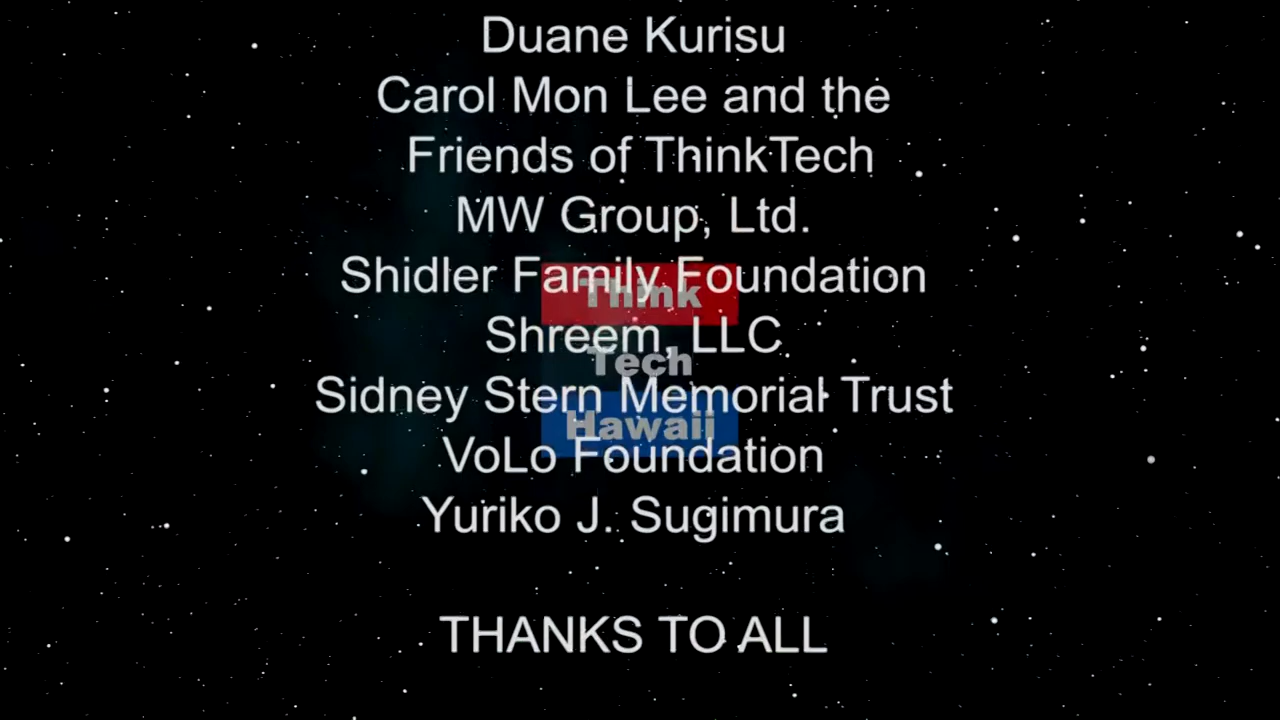 Duane Kurisu
Carol Mon Lee and the
Friends of ThinkTech
MW Group, Ltd.
Shidler Family Foundation
Think
Shreem, LLC
Tech
Sidney Stern Memorial Trust
Hawaii
VoLo Foundation
Yuriko J. Sugimura
THANKS TO ALL